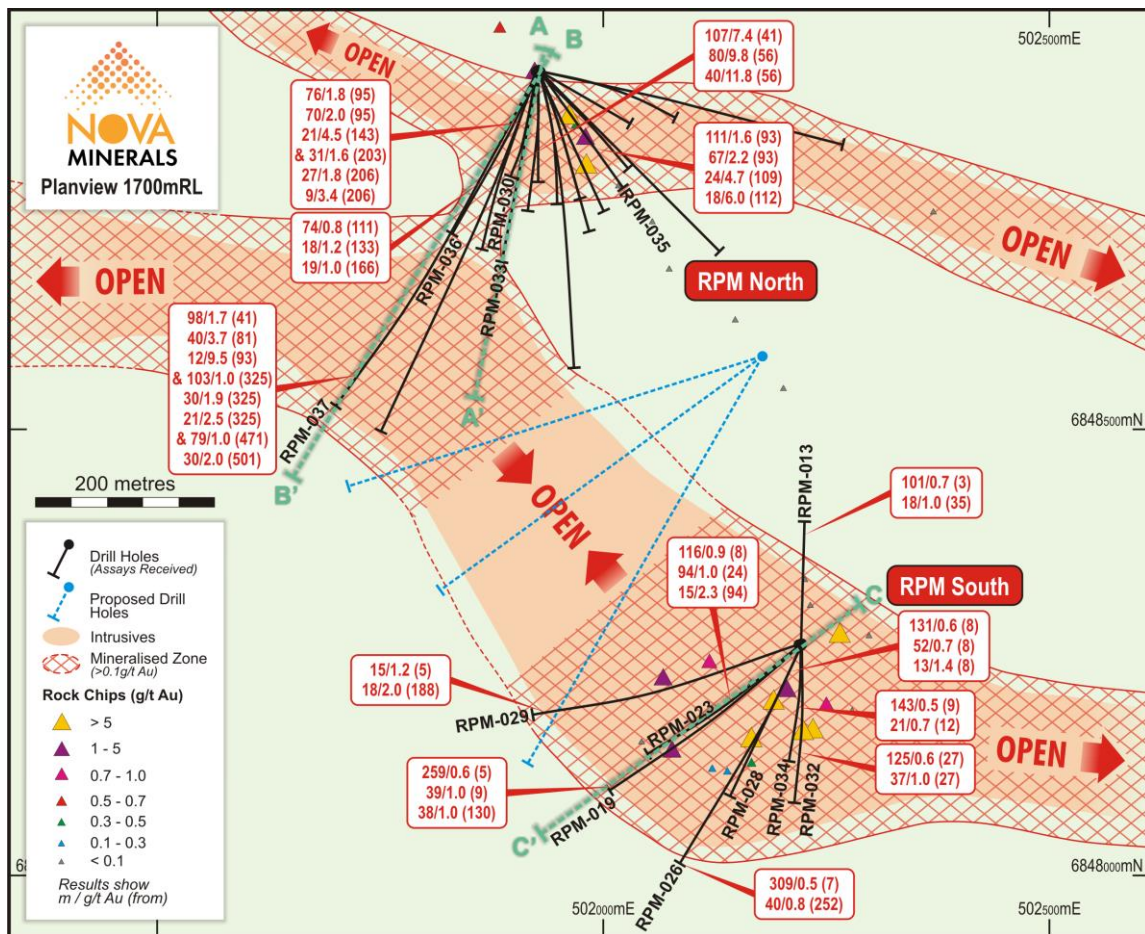 NOVA
MINERALS
Planview 1700mRL
A
B
OPEN
502500mE
107/7.4 (41)
80/9.8 (56)
40/11.8 (56)
76/1.8 (95)
70/2.0 (95)
21/4.5 (143)
& 31/1.6 (203)
27/1.8 (206)
9/3.4 (206)
111/1.6 (93)
67/2.2 (93)
24/4.7 (109)
18/6.0 (112)
74/0.8 (111)
18/1.2 (133)
19/1.0 (166)
RPM-036
RPM-030
RPM-033
RPM-035
OPEN
OPEN
RPM North
98/1.7 (41)
40/3.7 (81)
12/9.5 (93)
& 103/1.0 (325)
30/1.9 (325)
21/2.5 (325)
& 79/1.0 (471)
30/2.0 (501)
RPM-037
A'
B'
6848500mN
200 metres
OPEN
RPM-013
101/0.7 (3)
18/1.0 (35)
116/0.9 (8)
94/1.0 (24)
15/2.3 (94)
C
RPM South
131/0.6 (8)
52/0.7 (8)
13/1.4 (8)
15/1.2 (5)
18/2.0 (188)
RPM-029
RPM-023
143/0.5 (9)
21/0.7 (12)
OPEN
125/0.6 (27)
37/1.0 (27)
259/0.6 (5)
39/1.0 (9)
38/1.0 (130)
RPM-019
C'
RPM-028
RPM-034
RPM-032
RPM-026
309/0.5 (7)
40/0.8 (252)
6848000mN
502000mE
502500mE
Drill Holes
(Assays Received)
Proposed Drill
Holes
Intrusives
Mineralised Zone
(>0.1g/t Au)
Rock Chips (g/t Au)
> 5
1 - 5
0.7 - 1.0
0.5 - 0.7
0.3 - 0.5
0.1 - 0.3
< 0.1
Results show
m / g/t Au (from)